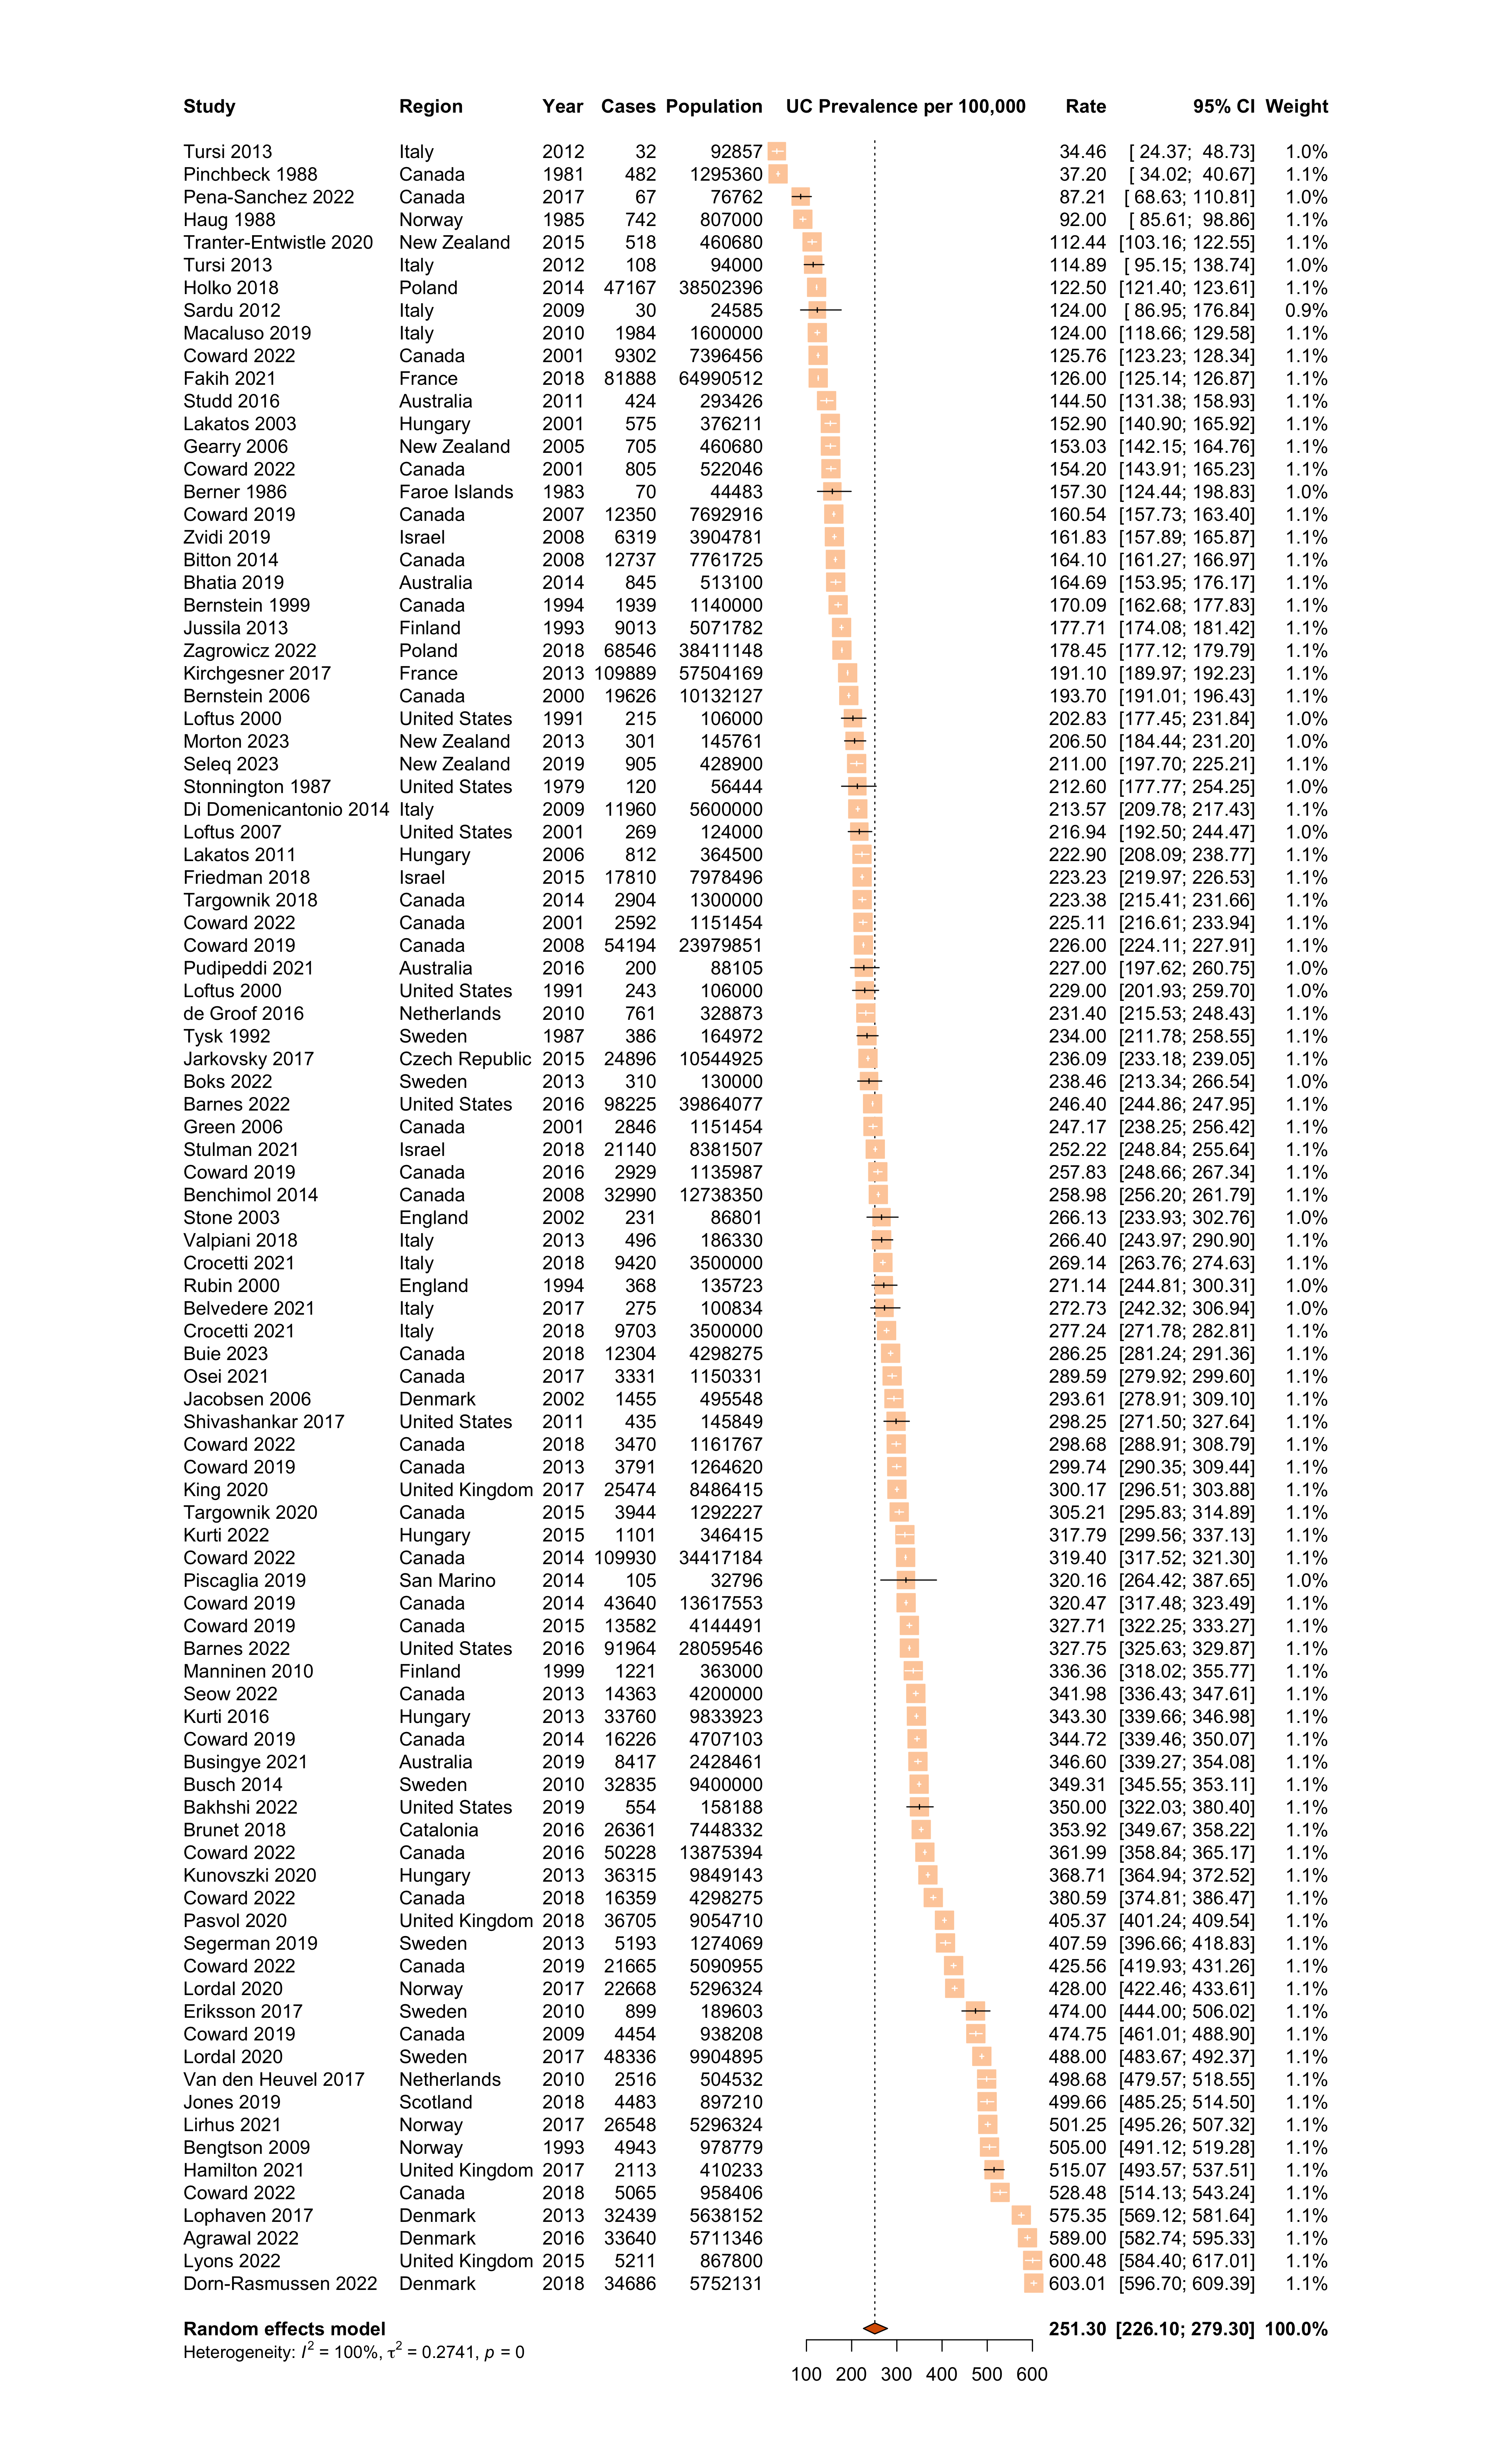 Study Region Year Cases Population UC Prevalence per 100,000 Rate 95% CI Weight
Tursi 2013 Italy 2012 32 92857 34.46 [ 24.37; 48.73] 1.0%
Pinchbeck 1988 Canada 1981 482 1295360 37.20 [ 34.02; 40.67] 1.1%
Pena-Sanchez 2022 Canada 2017 67 76762 87.21 [ 68.63; 110.81] 1.0%
Haug 1988 Norway 1985 742 807000 92.00 [ 85.61; 98.86] 1.1%
Tranter-Entwistle 2020 New Zealand 2015 518 460680 112.44 [103.16; 122.55] 1.1%
Tursi 2013 Italy 2012 108 94000 114.89 [ 95.15; 138.74] 1.0%
Holko 2018 Poland 2014 47167 38502396 122.50 [121.40; 123.61] 1.1%
Sardu 2012 Italy 2009 30 24585 124.00 [ 86.95; 176.84] 0.9%
Macaluso 2019 Italy 2010 1984 1600000 124.00 [118.66; 129.58] 1.1%
Coward 2022 Canada 2001 9302 7396456 125.76 [123.23; 128.34] 1.1%
Fakih 2021 France 2018 81888 64990512 126.00 [125.14; 126.87] 1.1%
Studd 2016 Australia 2011 424 293426 144.50 [131.38; 158.93] 1.1%
Lakatos 2003 Hungary 2001 575 376211 152.90 [140.90; 165.92] 1.1%
Gearry 2006 New Zealand 2005 705 460680 153.03 [142.15; 164.76] 1.1%
Coward 2022 Canada 2001 805 522046 154.20 [143.91; 165.23] 1.1%
Berner 1986 Faroe Islands 1983 70 44483 157.30 [124.44; 198.83] 1.0%
Coward 2019 Canada 2007 12350 7692916 160.54 [157.73; 163.40] 1.1%
Zvidi 2019 Israel 2008 6319 3904781 161.83 [157.89; 165.87] 1.1%
Bitton 2014 Canada 2008 12737 7761725 164.10 [161.27; 166.97] 1.1%
Bhatia 2019 Australia 2014 845 513100 164.69 [153.95; 176.17] 1.1%
Bernstein 1999 Canada 1994 1939 1140000 170.09 [162.68; 177.83] 1.1%
Jussila 2013 Finland 1993 9013 5071782 177.71 [174.08; 181.42] 1.1%
Zagrowicz 2022 Poland 2018 68546 38411148 178.45 [177.12; 179.79] 1.1%
Kirchgesner 2017 France 2013 109889 57504169 191.10 [189.97; 192.23] 1.1%
Bernstein 2006 Canada 2000 19626 10132127 193.70 [191.01; 196.43] 1.1%
Loftus 2000 United States 1991 215 106000 202.83 [177.45; 231.84] 1.0%
Morton 2023 New Zealand 2013 301 145761 206.50 [184.44; 231.20] 1.0%
Seleq 2023 New Zealand 2019 905 428900 211.00 [197.70; 225.21] 1.1%
Stonnington 1987 United States 1979 120 56444 212.60 [177.77; 254.25] 1.0%
Di Domenicantonio 2014 Italy 2009 11960 5600000 213.57 [209.78; 217.43] 1.1%
Loftus 2007 United States 2001 269 124000 216.94 [192.50; 244.47] 1.0%
Lakatos 2011 Hungary 2006 812 364500 222.90 [208.09; 238.77] 1.1%
Friedman 2018 Israel 2015 17810 7978496 223.23 [219.97; 226.53] 1.1%
Targownik 2018 Canada 2014 2904 1300000 223.38 [215.41; 231.66] 1.1%
Coward 2022 Canada 2001 2592 1151454 225.11 [216.61; 233.94] 1.1%
Coward 2019 Canada 2008 54194 23979851 226.00 [224.11; 227.91] 1.1%
Pudipeddi 2021 Australia 2016 200 88105 227.00 [197.62; 260.75] 1.0%
Loftus 2000 United States 1991 243 106000 229.00 [201.93; 259.70] 1.0%
de Groof 2016 Netherlands 2010 761 328873 231.40 [215.53; 248.43] 1.1%
Tysk 1992 Sweden 1987 386 164972 234.00 [211.78; 258.55] 1.1%
Jarkovsky 2017 Czech Republic 2015 24896 10544925 236.09 [233.18; 239.05] 1.1%
Boks 2022 Sweden 2013 310 130000 238.46 [213.34; 266.54] 1.0%
Barnes 2022 United States 2016 98225 39864077 246.40 [244.86; 247.95] 1.1%
Green 2006 Canada 2001 2846 1151454 247.17 [238.25; 256.42] 1.1%
Stulman 2021 Israel 2018 21140 8381507 252.22 [248.84; 255.64] 1.1%
Coward 2019 Canada 2016 2929 1135987 257.83 [248.66; 267.34] 1.1%
Benchimol 2014 Canada 2008 32990 12738350 258.98 [256.20; 261.79] 1.1%
Stone 2003 England 2002 231 86801 266.13 [233.93; 302.76] 1.0%
Valpiani 2018 Italy 2013 496 186330 266.40 [243.97; 290.90] 1.1%
Crocetti 2021 Italy 2018 9420 3500000 269.14 [263.76; 274.63] 1.1%
Rubin 2000 England 1994 368 135723 271.14 [244.81; 300.31] 1.0%
Belvedere 2021 Italy 2017 275 100834 272.73 [242.32; 306.94] 1.0%
Crocetti 2021 Italy 2018 9703 3500000 277.24 [271.78; 282.81] 1.1%
Buie 2023 Canada 2018 12304 4298275 286.25 [281.24; 291.36] 1.1%
Osei 2021 Canada 2017 3331 1150331 289.59 [279.92; 299.60] 1.1%
Jacobsen 2006 Denmark 2002 1455 495548 293.61 [278.91; 309.10] 1.1%
Shivashankar 2017 United States 2011 435 145849 298.25 [271.50; 327.64] 1.1%
Coward 2022 Canada 2018 3470 1161767 298.68 [288.91; 308.79] 1.1%
Coward 2019 Canada 2013 3791 1264620 299.74 [290.35; 309.44] 1.1%
King 2020 United Kingdom 2017 25474 8486415 300.17 [296.51; 303.88] 1.1%
Targownik 2020 Canada 2015 3944 1292227 305.21 [295.83; 314.89] 1.1%
Kurti 2022 Hungary 2015 1101 346415 317.79 [299.56; 337.13] 1.1%
Coward 2022 Canada 2014 109930 34417184 319.40 [317.52; 321.30] 1.1%
Piscaglia 2019 San Marino 2014 105 32796 320.16 [264.42; 387.65] 1.0%
Coward 2019 Canada 2014 43640 13617553 320.47 [317.48; 323.49] 1.1%
Coward 2019 Canada 2015 13582 4144491 327.71 [322.25; 333.27] 1.1%
Barnes 2022 United States 2016 91964 28059546 327.75 [325.63; 329.87] 1.1%
Manninen 2010 Finland 1999 1221 363000 336.36 [318.02; 355.77] 1.1%
Seow 2022 Canada 2013 14363 4200000 341.98 [336.43; 347.61] 1.1%
Kurti 2016 Hungary 2013 33760 9833923 343.30 [339.66; 346.98] 1.1%
Coward 2019 Canada 2014 16226 4707103 344.72 [339.46; 350.07] 1.1%
Busingye 2021 Australia 2019 8417 2428461 346.60 [339.27; 354.08] 1.1%
Busch 2014 Sweden 2010 32835 9400000 349.31 [345.55; 353.11] 1.1%
Bakhshi 2022 United States 2019 554 158188 350.00 [322.03; 380.40] 1.1%
Brunet 2018 Catalonia 2016 26361 7448332 353.92 [349.67; 358.22] 1.1%
Coward 2022 Canada 2016 50228 13875394 361.99 [358.84; 365.17] 1.1%
Kunovszki 2020 Hungary 2013 36315 9849143 368.71 [364.94; 372.52] 1.1%
Coward 2022 Canada 2018 16359 4298275 380.59 [374.81; 386.47] 1.1%
Pasvol 2020 United Kingdom 2018 36705 9054710 405.37 [401.24; 409.54] 1.1%
Segerman 2019 Sweden 2013 5193 1274069 407.59 [396.66; 418.83] 1.1%
Coward 2022 Canada 2019 21665 5090955 425.56 [419.93; 431.26] 1.1%
Lordal 2020 Norway 2017 22668 5296324 428.00 [422.46; 433.61] 1.1%
Eriksson 2017 Sweden 2010 899 189603 474.00 [444.00; 506.02] 1.1%
Coward 2019 Canada 2009 4454 938208 474.75 [461.01; 488.90] 1.1%
Lordal 2020 Sweden 2017 48336 9904895 488.00 [483.67; 492.37] 1.1%
Van den Heuvel 2017 Netherlands 2010 2516 504532 498.68 [479.57; 518.55] 1.1%
Jones 2019 Scotland 2018 4483 897210 499.66 [485.25; 514.50] 1.1%
Lirhus 2021 Norway 2017 26548 5296324 501.25 [495.26; 507.32] 1.1%
Bengtson 2009 Norway 1993 4943 978779 505.00 [491.12; 519.28] 1.1%
Hamilton 2021 United Kingdom 2017 2113 410233 515.07 [493.57; 537.51] 1.1%
Coward 2022 Canada 2018 5065 958406 528.48 [514.13; 543.24] 1.1%
Lophaven 2017 Denmark 2013 32439 5638152 575.35 [569.12; 581.64] 1.1%
Agrawal 2022 Denmark 2016 33640 5711346 589.00 [582.74; 595.33] 1.1%
Lyons 2022 United Kingdom 2015 5211 867800 600.48 [584.40; 617.01] 1.1%
Dorn-Rasmussen 2022 Denmark 2018 34686 5752131 603.01 [596.70; 609.39] 1.1%
Random effects model 251.30 [226.10; 279.30] 100.0%
Heterogeneity: I² = 100%, τ² = 0.2741, p = 0
100 200 300 400 500 600